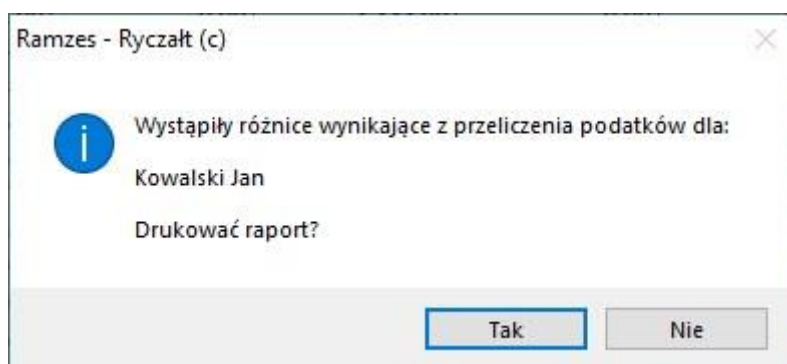 Ramzes - Ryczałt (c)
Wystąpiły różnice wynikające z przeliczenia podatków dla:
Kowalski Jan
Drukować raport?
Tak Nie